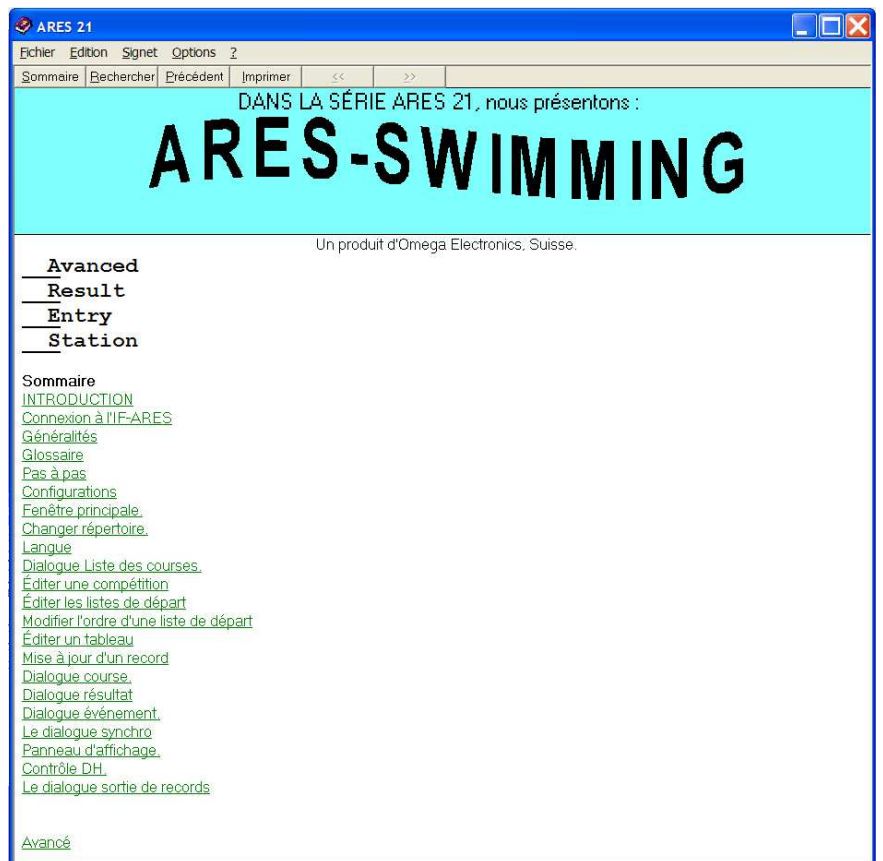 ARES 21
Fichier Edition Signet Options ?
Sommaire Rechercher Précédent Imprimer << >>
DANS LA SÉRIE ARES 21, nous présentons :
ARES-SWIMMING
Un produit d'Omega Electronics, Suisse.
Avanced
Result
Entry
Station
Sommaire
INTRODUCTION
Connexion à l'IF-ARES
Généralités
Glossaire
Pas à pas
Configurations
Fenêtre principale.
Changer répertoire.
Langue
Dialogue Liste des courses.
Éditer une compétition
Éditer les listes de départ
Modifier l'ordre d'une liste de départ
Éditer un tableau
Mise à jour d'un record
Dialogue course.
Dialogue résultat
Dialogue événement.
Le dialogue synchro
Panneau d'affichage.
Contrôle DH.
Le dialogue sortie de records
Avancé